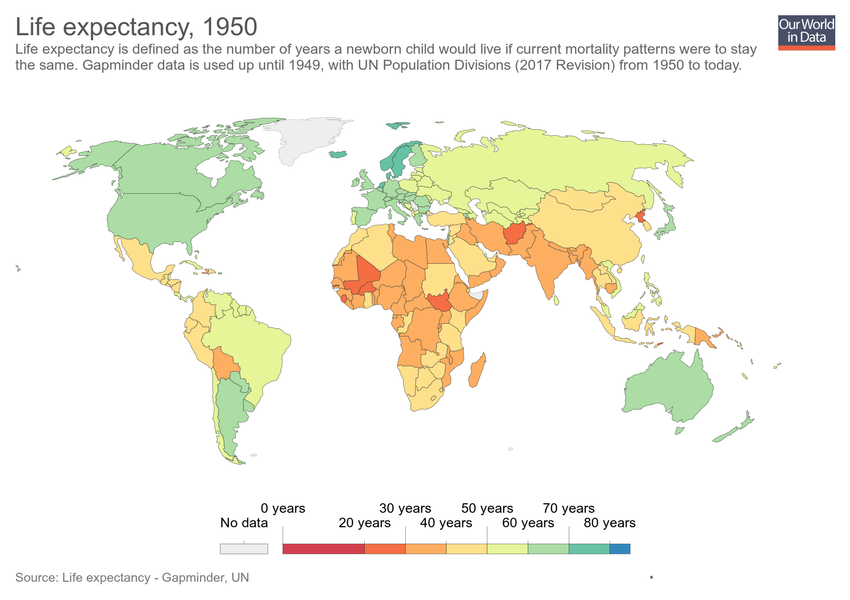 Life expectancy, 1950
Our World
in Data
Life expectancy is defined as the number of years a newborn child would live if current mortality patterns were to stay
the same. Gapminder data is used up until 1949, with UN Population Divisions (2017 Revision) from 1950 to today.
0 years 30 years 50 years 70 years
No data 20 years 40 years 60 years 80 years
Source: Life expectancy - Gapminder, UN